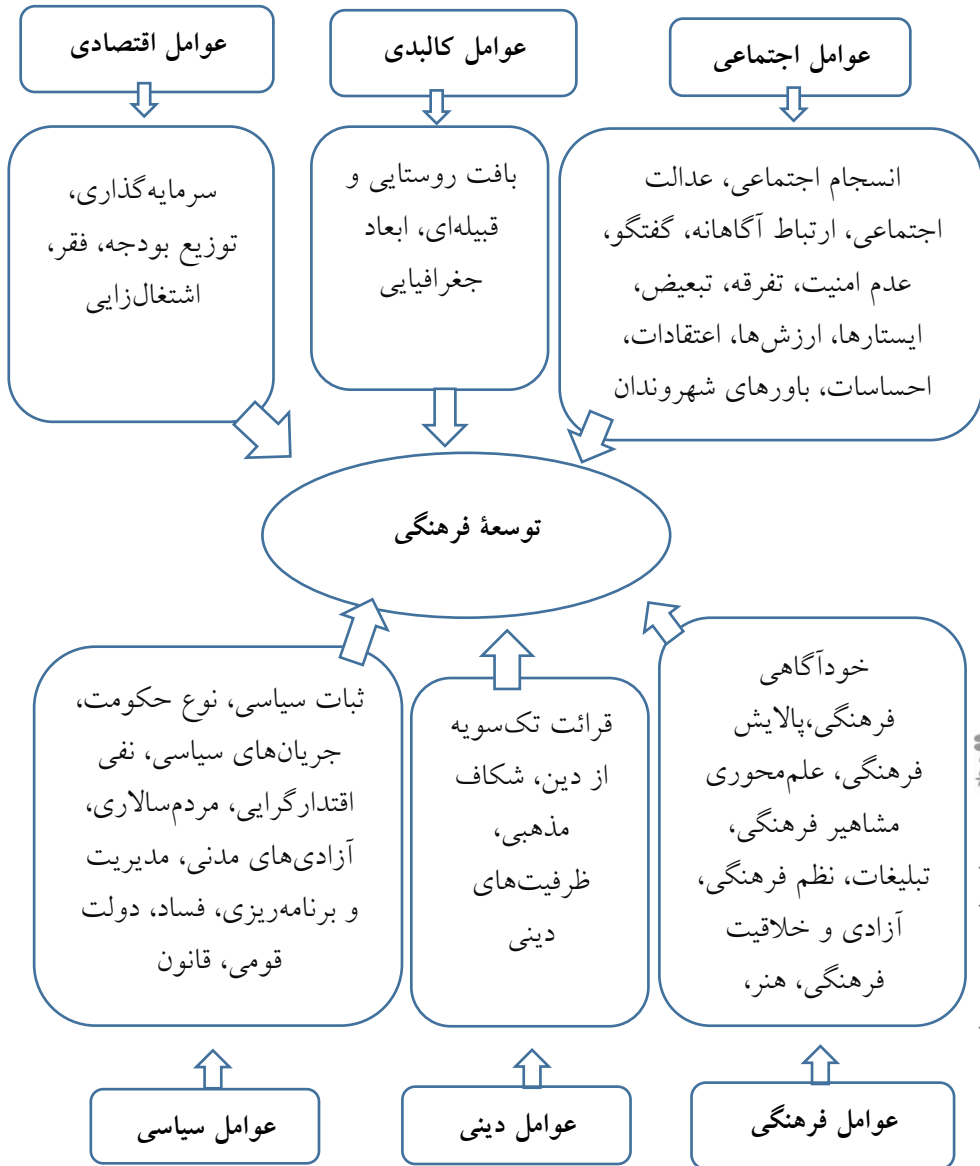 عوامل اجتماعی
عوامل کالبدی
عوامل اقتصادی
انسجام اجتماعی، عدالت
اجتماعی، ارتباط آگاهانه، گفتگو،
عدم امنیت، تفرقه، تبعیض،
ایستارها، ارزش‌ها، اعتقادات،
احساسات، باورهای شهروندان
بافت روستایی و
قبیله‌ای، ابعاد
جغرافیایی
سرمایه‌گذاری،
توزیع بودجه، فقر،
اشتغال‌زایی
توسعۀ فرهنگی
خودآگاهی
فرهنگی،پالایش
فرهنگی، علم‌محوری
مشاهیر فرهنگی،
تبلیغات، نظم فرهنگی،
آزادی و خلاقیت
فرهنگی، هنر،
قرائت تک‌سویه
از دین، شکاف
مذهبی،
ظرفیت‌های
دینی
ثبات سیاسی، نوع حکومت،
جریان‌های سیاسی، نفی
اقتدارگرایی، مردم‌سالاری،
آزادی‌های مدنی، مدیریت
و برنامه‌ریزی، فساد، دولت
قومی، قانون
عوامل فرهنگی
عوامل دینی
عوامل سیاسی